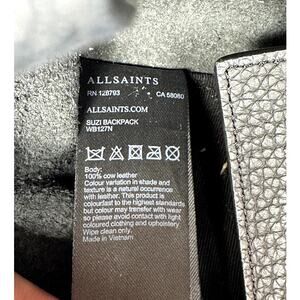 ALLSAINTS
RN 128793 CA 58060
ALLSAINTS.COM
SUZI BACKPACK
WB127N
Body:
100% cow leather
Colour variation in shade and
texture is a natural occurrence
with leather. This product is
colourfast to the highest standards
but colour may transfer with wear
so please avoid contact with light
coloured clothing and upholstery
Wipe clean only.
Made in Vietnam